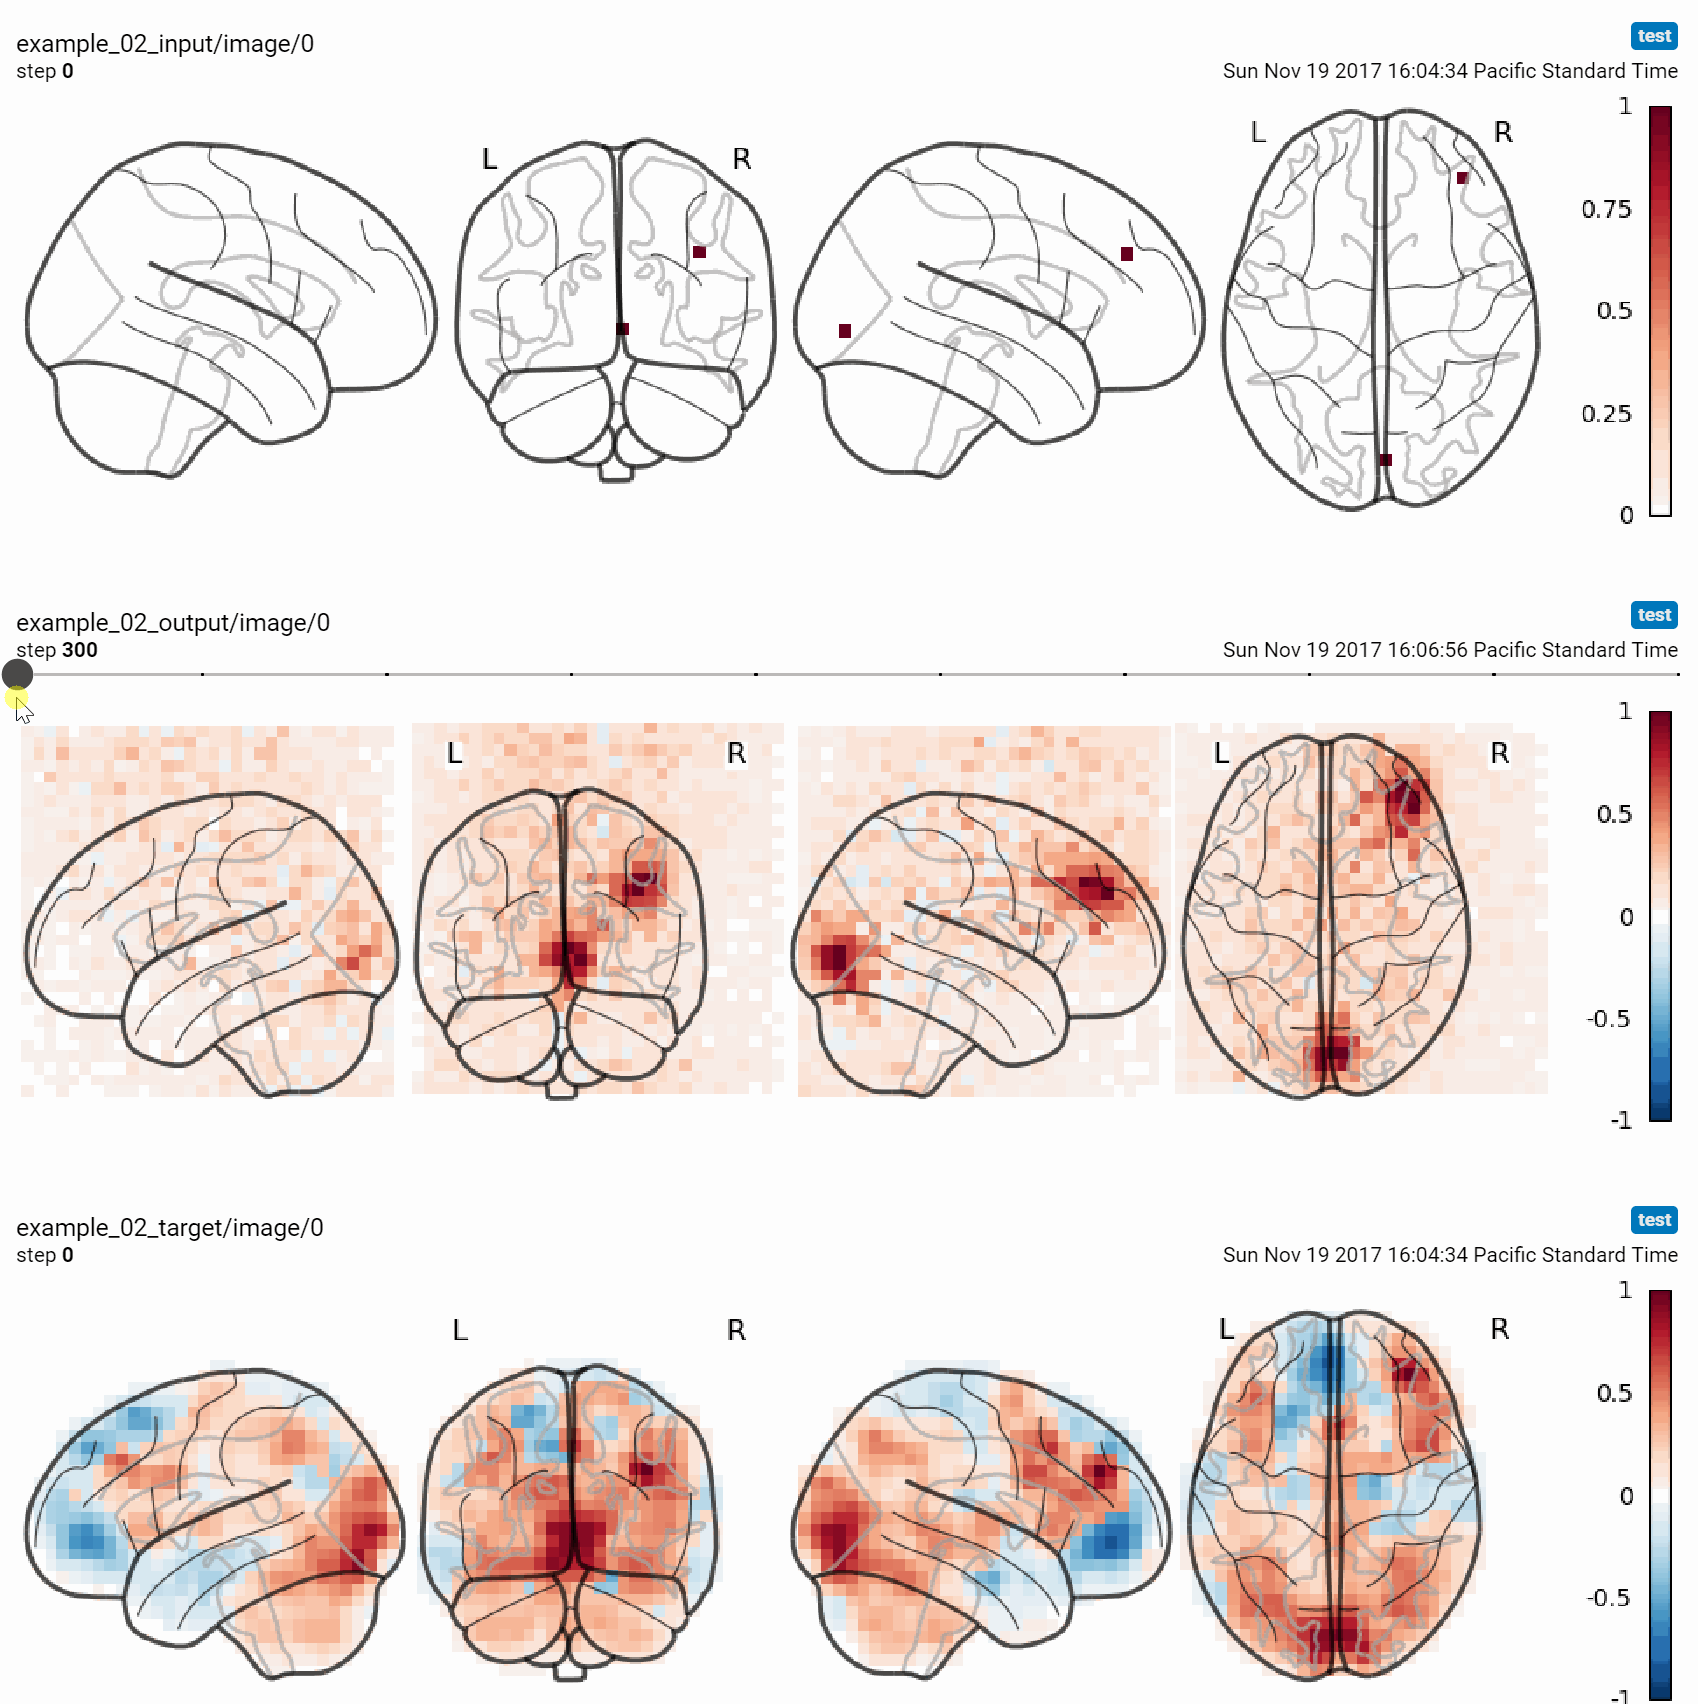 example_02_input/image/0
test
step 0
Sun Nov 19 2017 16:04:34 Pacific Standard Time
L
R
L
R
1
0.75
0.5
0.25
0
example_02_output/image/0
test
step 300
Sun Nov 19 2017 16:06:56 Pacific Standard Time
L
R
L
R
1
0.5
0
-0.5
-1
example_02_target/image/0
test
step 0
Sun Nov 19 2017 16:04:34 Pacific Standard Time
L
R
L
R
1
0.5
0
-0.5
-1